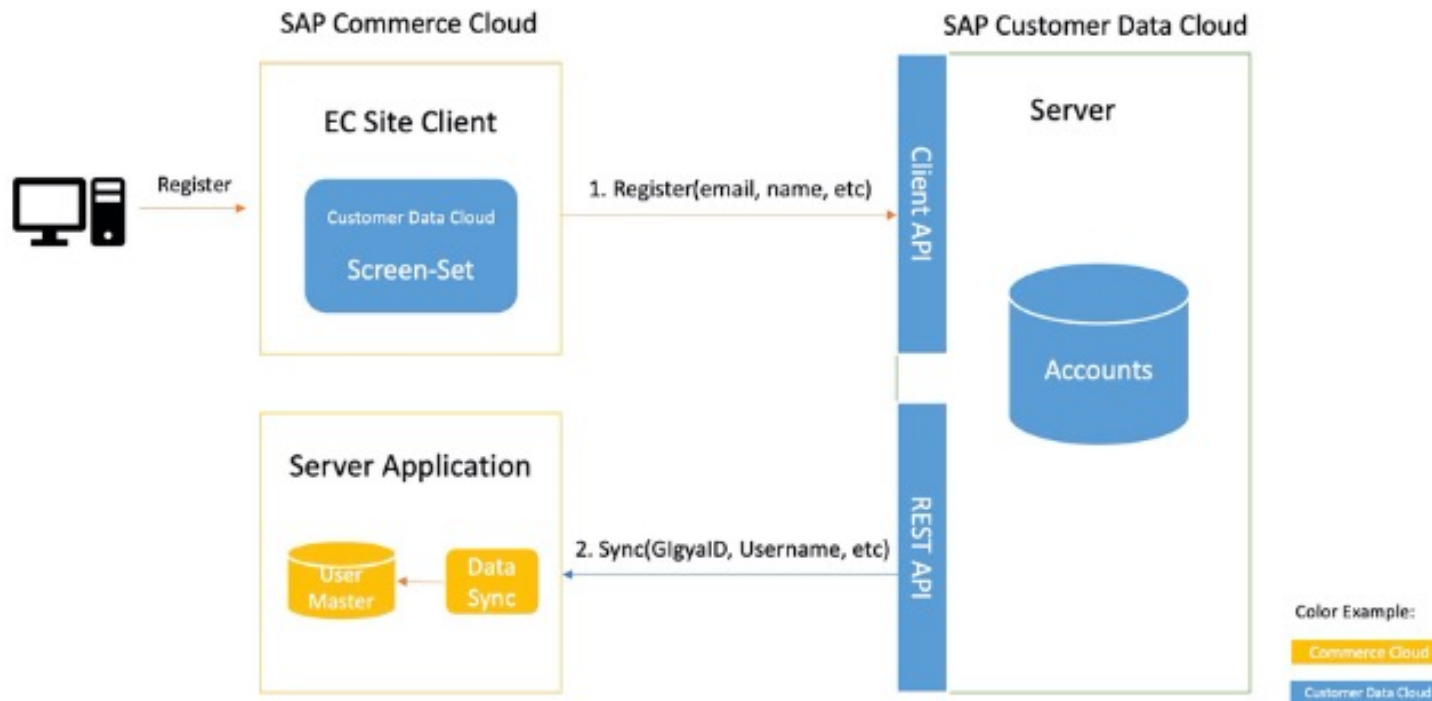 SAP Commerce Cloud
SAP Customer Data Cloud
EC Site Client
Server
Register
Customer Data Cloud
Screen-Set
1. Register(email, name, etc)
Client API
Accounts
Server Application
User
Master
Data
Sync
2. Sync(GIgyaID, Username, etc)
REST API
Color Example:
Commerce Cloud
Customer Data Cloud